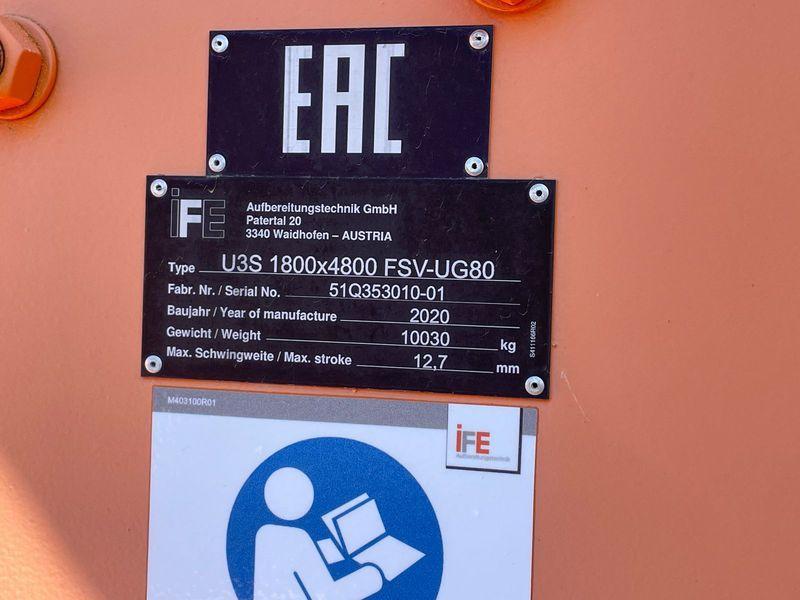 EAC
iFE
Aufbereitungstechnik GmbH
Patertal 20
3340 Waidhofen – AUSTRIA
Type U3S 1800x4800 FSV-UG80
Fabr. Nr. / Serial No. 51Q353010-01
Baujahr / Year of manufacture 2020
Gewicht / Weight 10030 kg
Max. Schwingweite / Max. stroke 12,7 mm
S411166R02
M403100R01
iFE
Aufbereitungstechnik